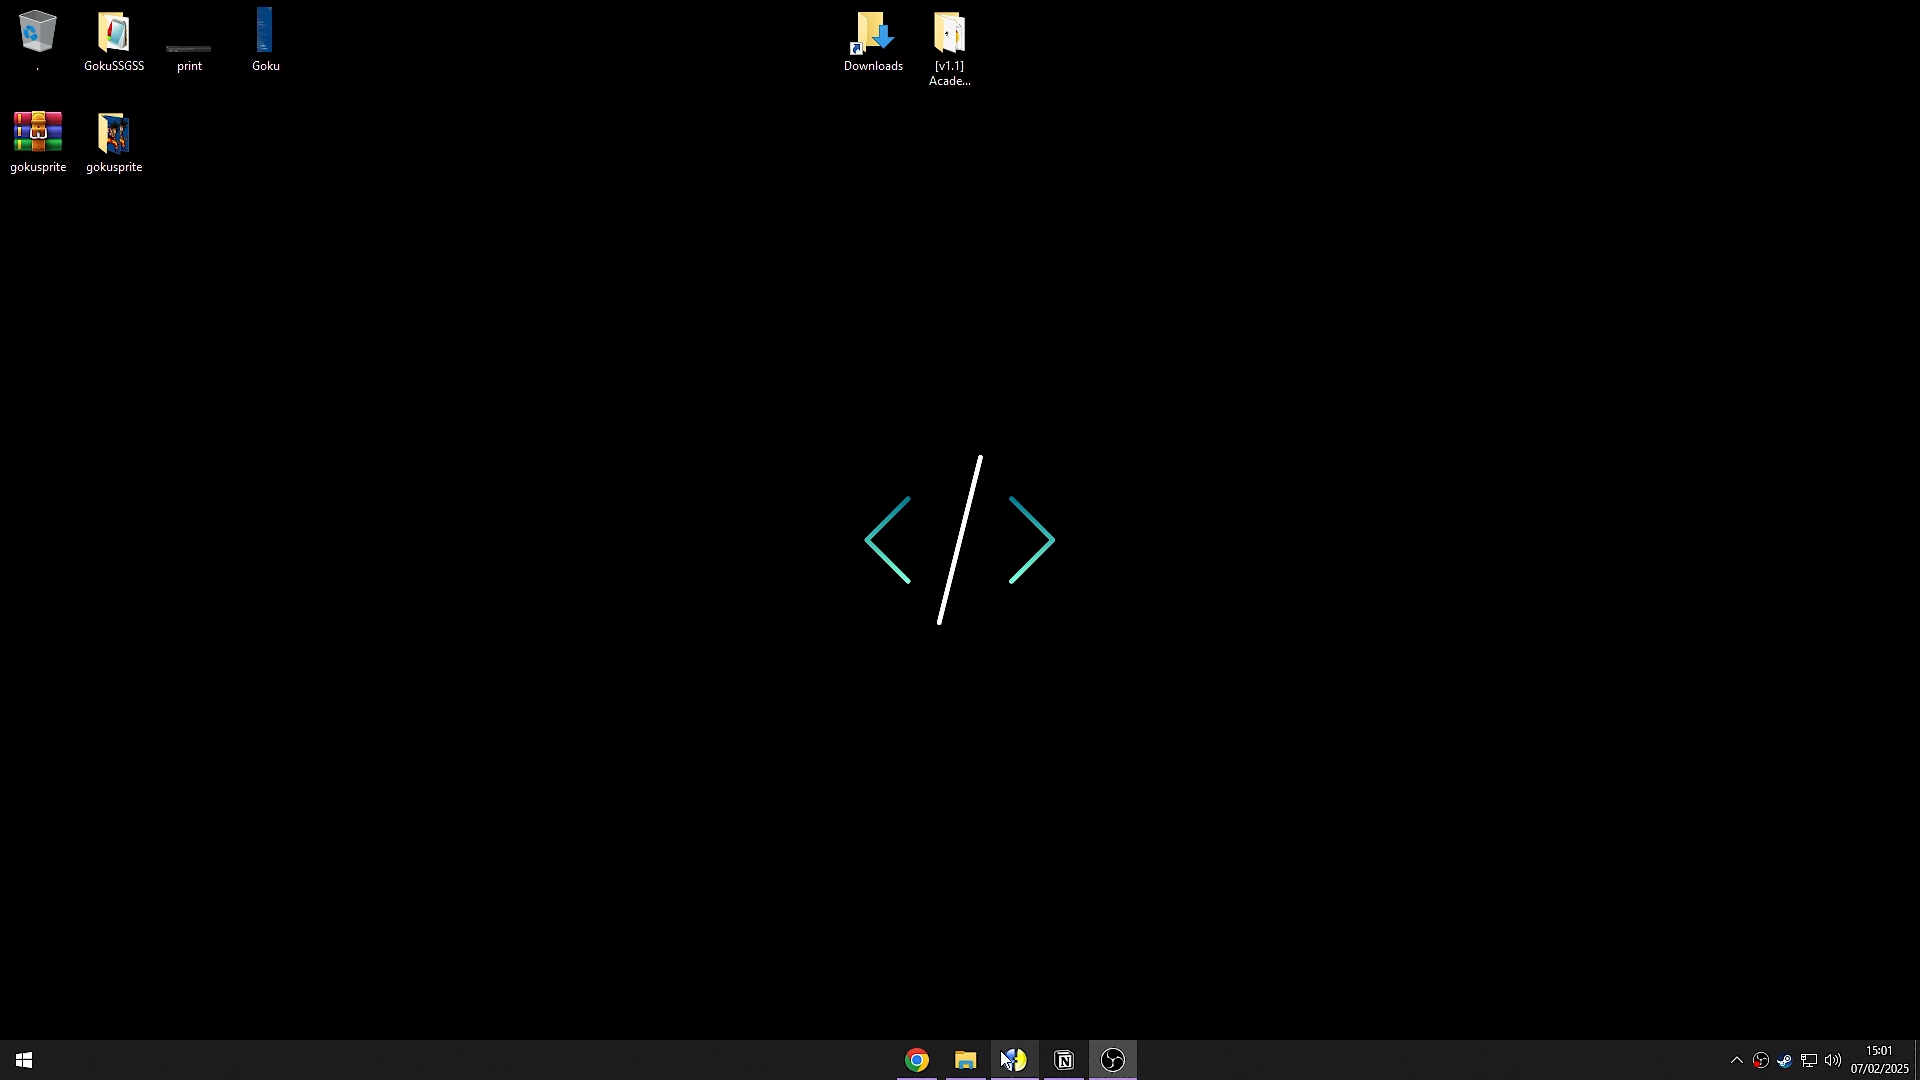 .
GokuSSGSS
print
Goku
Downloads
[v1.1]
Acade...
gokusprite
gokusprite
15:01
07/02/2025